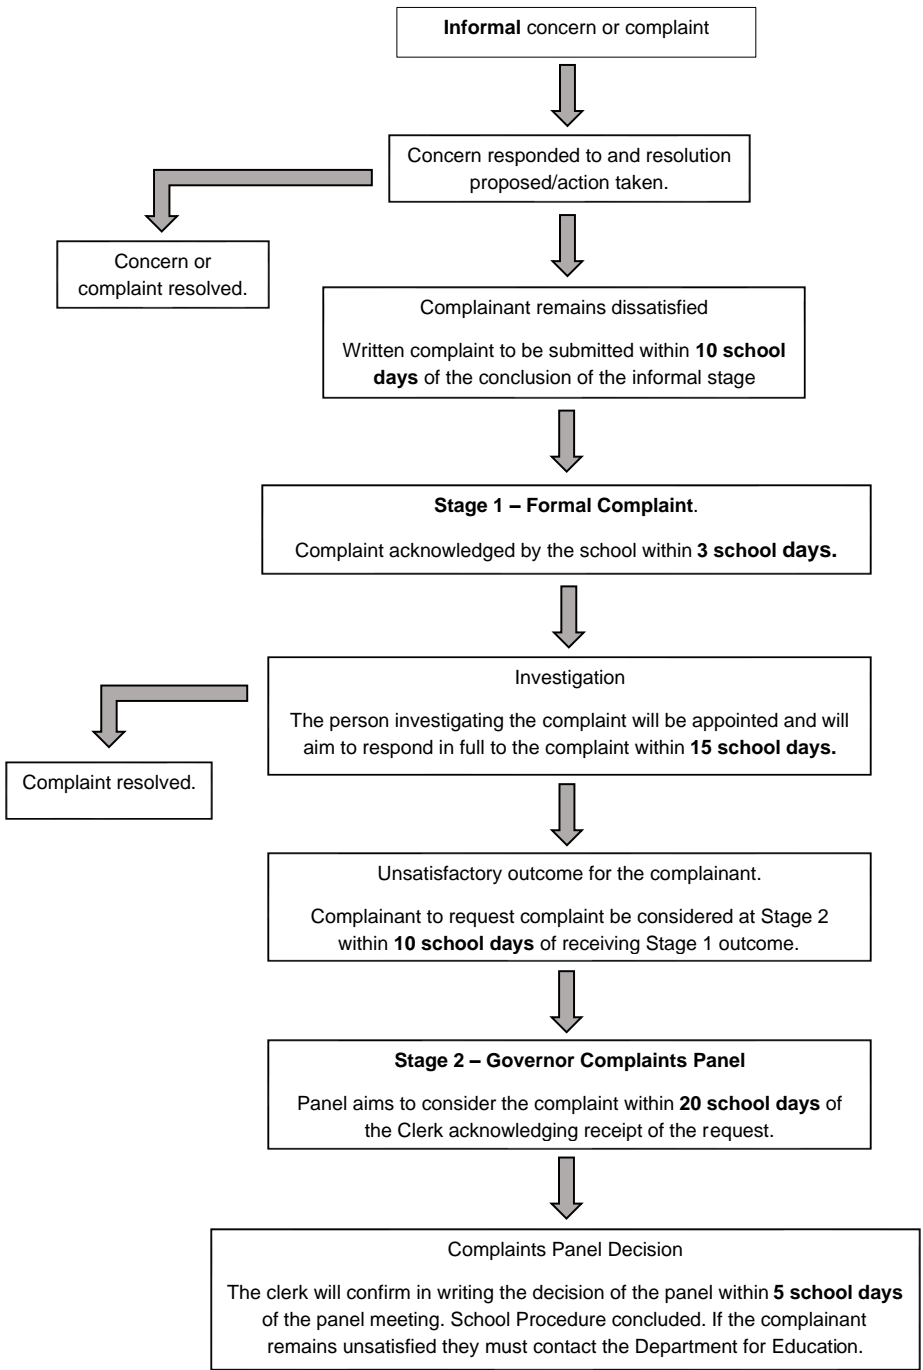 Informal concern or complaint
Concern responded to and resolution
proposed/action taken.
Concern or
complaint resolved.
Complainant remains dissatisfied
Written complaint to be submitted within 10 school
days of the conclusion of the informal stage
Stage 1 – Formal Complaint.
Complaint acknowledged by the school within 3 school days.
Investigation
The person investigating the complaint will be appointed and will
aim to respond in full to the complaint within 15 school days.
Complaint resolved.
Unsatisfactory outcome for the complainant.
Complainant to request complaint be considered at Stage 2
within 10 school days of receiving Stage 1 outcome.
Stage 2 – Governor Complaints Panel
Panel aims to consider the complaint within 20 school days of
the Clerk acknowledging receipt of the request.
Complaints Panel Decision
The clerk will confirm in writing the decision of the panel within 5 school days
of the panel meeting. School Procedure concluded. If the complainant
remains unsatisfied they must contact the Department for Education.